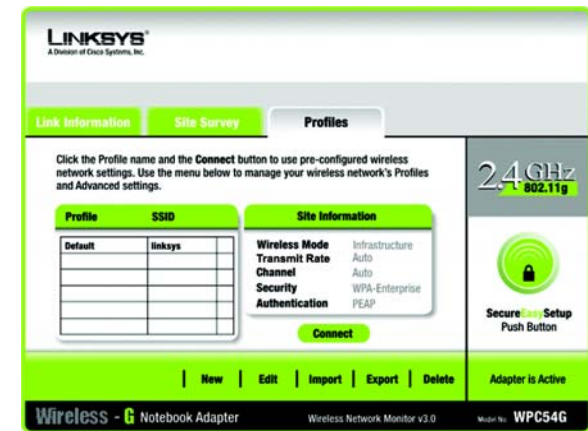 LINKSYS®
A Division of Cisco Systems, Inc.
Link Information
Site Survey
Profiles
Click the Profile name and the Connect button to use pre-configured wireless
network settings. Use the menu below to manage your wireless network's Profiles
and Advanced settings.
Profile SSID
Default linksys
Site Information
Wireless Mode Infrastructure
Transmit Rate Auto
Channel Auto
Security WPA-Enterprise
Authentication PEAP
Connect
2.4 GHz
802.11g
SecureEasySetup
Push Button
New | Edit | Import | Export | Delete
Adapter is Active
Wireless - G Notebook Adapter
Wireless Network Monitor v3.0
Model No. WPC54G